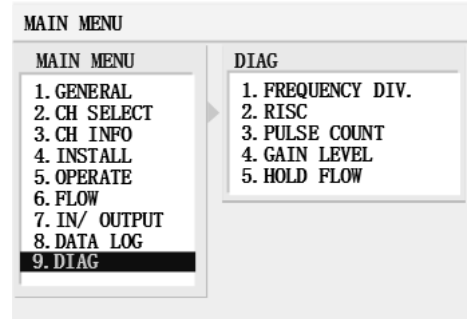 MAIN MENU
MAIN MENU
1. GENERAL
2. CH SELECT
3. CH INFO
4. INSTALL
5. OPERATE
6. FLOW
7. IN/ OUTPUT
8. DATA LOG
9. DIAG
DIAG
1. FREQUENCY DIV.
2. RISC
3. PULSE COUNT
4. GAIN LEVEL
5. HOLD FLOW